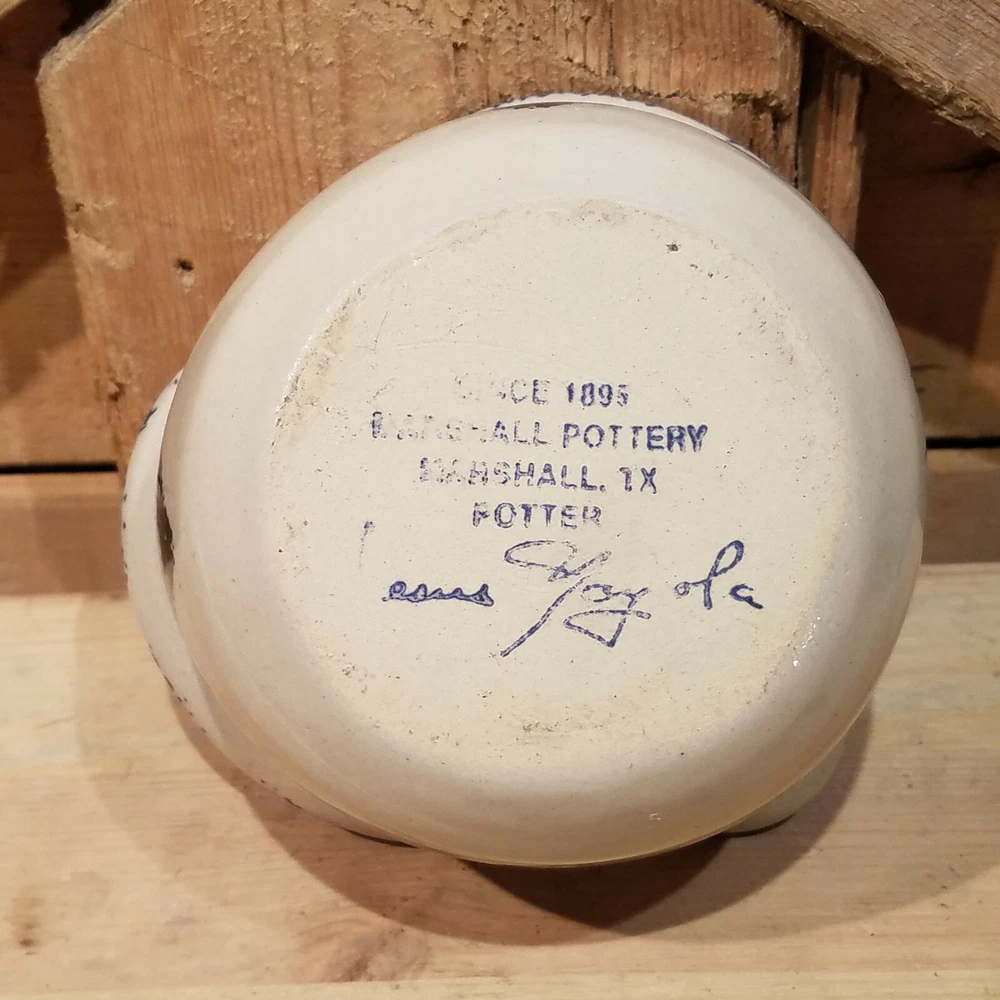 SINCE 1895
MARSHALL POTTERY
MARSHALL, TX
POTTER